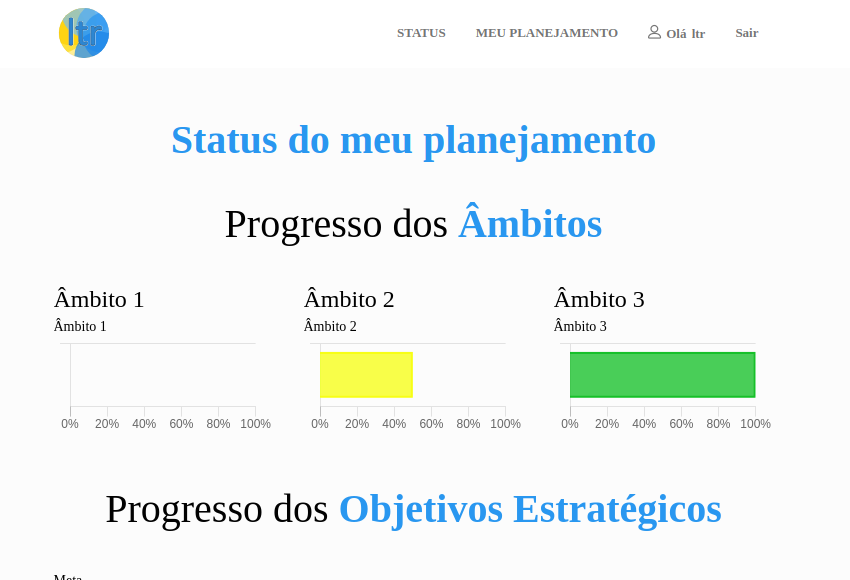 ltr
STATUS MEU PLANEJAMENTO Olá ltr Sair
Status do meu planejamento
Progresso dos Âmbitos
Âmbito 1 Âmbito 2 Âmbito 3
Âmbito 1 Âmbito 2 Âmbito 3
0% 20% 40% 60% 80% 100% 0% 20% 40% 60% 80% 100% 0% 20% 40% 60% 80% 100%
Progresso dos Objetivos Estratégicos
Meta